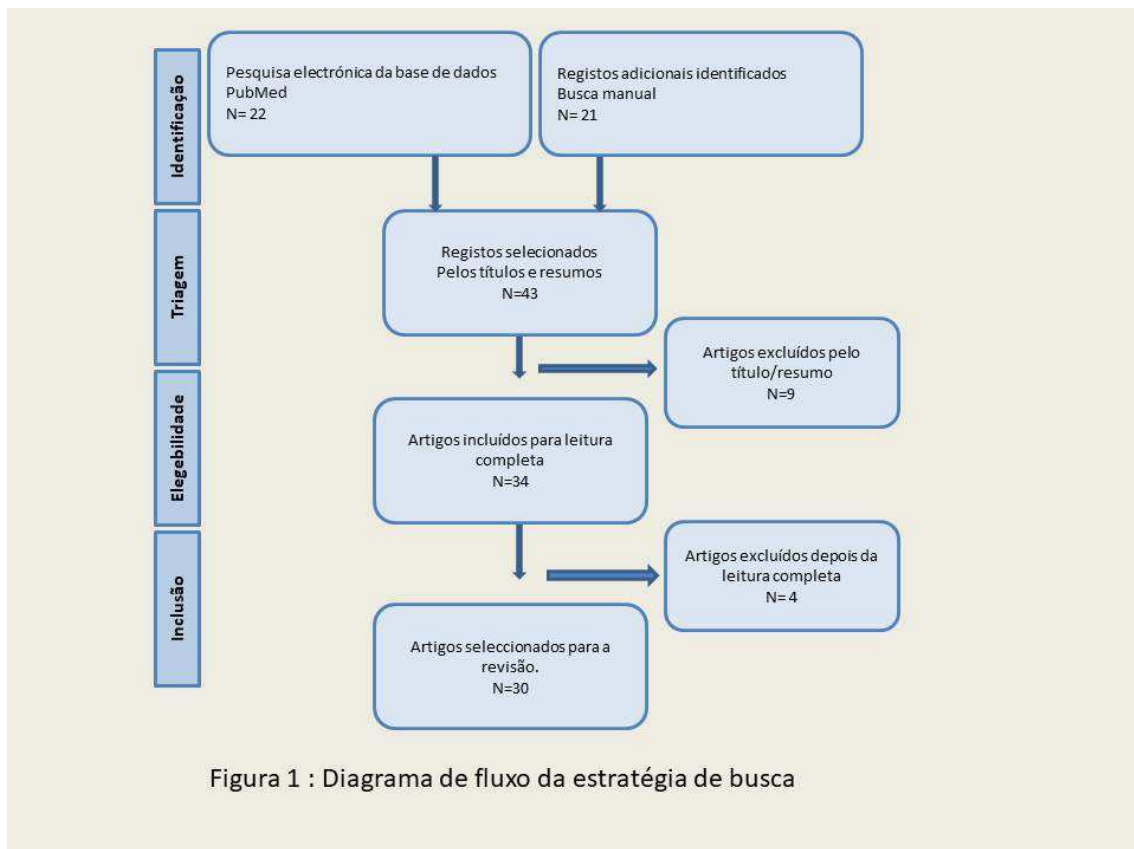 Identificação
Pesquisa electrónica da base de dados
PubMed
N= 22
Registos adicionais identificados
Busca manual
N= 21
Triagem
Registos selecionados
Pelos títulos e resumos
N=43
Artigos excluídos pelo
título/resumo
N=9
Elegebilidade
Artigos incluídos para leitura
completa
N=34
Artigos excluídos depois da
leitura completa
N= 4
Inclusão
Artigos seleccionados para a
revisão.
N=30
Figura 1 : Diagrama de fluxo da estratégia de busca